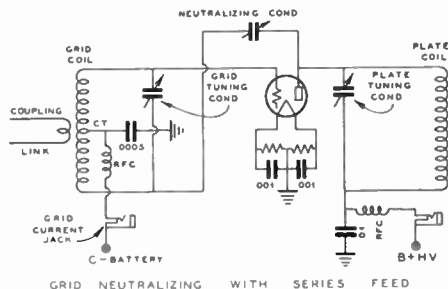 NEUTRALIZING COND
GRID
COIL
GRID
TUNING
COND
PLATE
COIL
PLATE
TUNING
COND
COUPLING
LINK
CT
.0005
RFC
.001
.001
GRID
CURRENT
JACK
C-BATTERY
.01
RFC
B+HV
GRID NEUTRALIZING WITH SERIES FEED